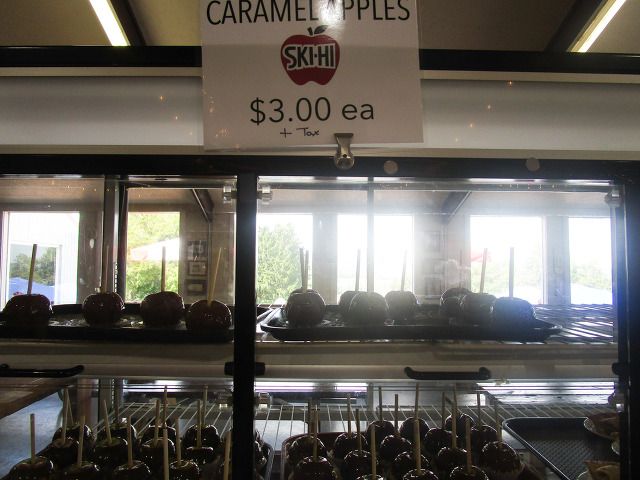 CARAMEL APPLES
SKI-HI
$3.00 ea
+ Tax